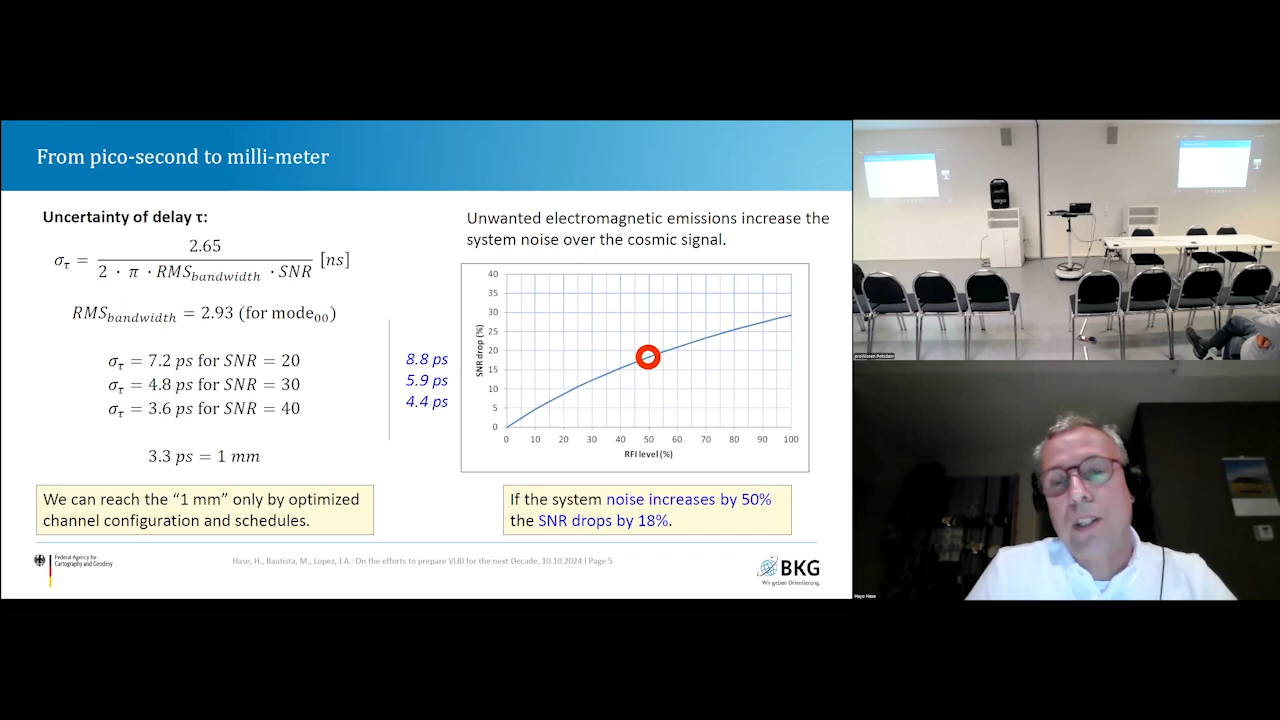 From pico-second to milli-meter
Uncertainty of delay τ:
σ_τ = 2.65 / (2 · π · RMS_bandwidth · SNR) [ns]
RMS_bandwidth = 2.93 (for mode_00)
σ_τ = 7.2 ps for SNR = 20
σ_τ = 4.8 ps for SNR = 30
σ_τ = 3.6 ps for SNR = 40
8.8 ps
5.9 ps
4.4 ps
3.3 ps = 1 mm
We can reach the “1 mm” only by optimized
channel configuration and schedules.
Unwanted electromagnetic emissions increase the
system noise over the cosmic signal.
SNR drop (%)
40
35
30
25
20
15
10
5
0
0 10 20 30 40 50 60 70 80 90 100
RFI level (%)
If the system noise increases by 50%
the SNR drops by 18%.
Federal Agency for
Cartography and Geodesy
Hase, H., Bautista, M., Lopez, J.A.: On the efforts to prepare VLBI for the next Decade, 10.10.2024 | Page 5
BKG
Wir geben Orientierung.
proWissen Potsdam
Hayo Hase